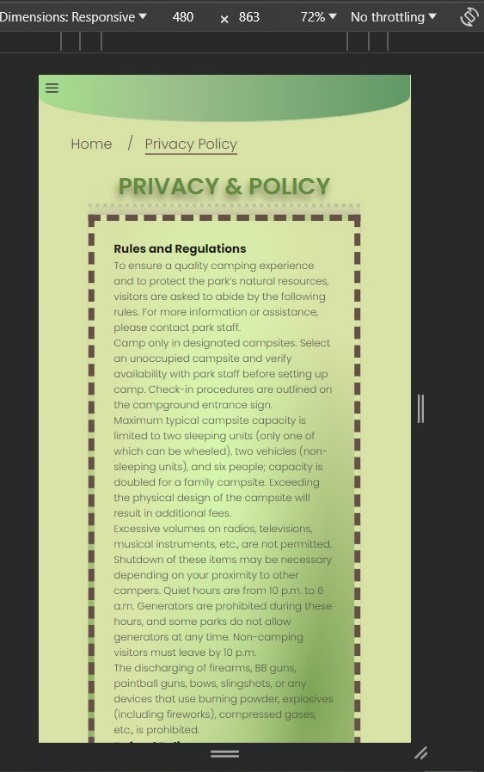 Dimensions: Responsive 480 x 863 72% No throttling
Home / Privacy Policy
PRIVACY & POLICY
Rules and Regulations
To ensure a quality camping experience
and to protect the park's natural resources,
visitors are asked to abide by the following
rules. For more information or assistance,
please contact park staff.
Camp only in designated campsites. Select
an unoccupied campsite and verify
availability with park staff before setting up
camp. Check-in procedures are outlined on
the campground entrance sign.
Maximum typical campsite capacity is
limited to two sleeping units (only one of
which can be wheeled), two vehicles (non-
sleeping units), and six people; capacity is
doubled for a family campsite. Exceeding
the physical design of the campsite will
result in additional fees.
Excessive volumes on radios, televisions,
musical instruments, etc., are not permitted.
Shutdown of these items may be necessary
depending on your proximity to other
campers. Quiet hours are from 10 p.m. to 6
a.m. Generators are prohibited during these
hours, and some parks do not allow
generators at any time. Non-camping
visitors must leave by 10 p.m.
The discharging of firearms, BB guns,
paintball guns, bows, slingshots, or any
devices that use burning powder, explosives
(including fireworks), compressed gases,
etc., is prohibited.